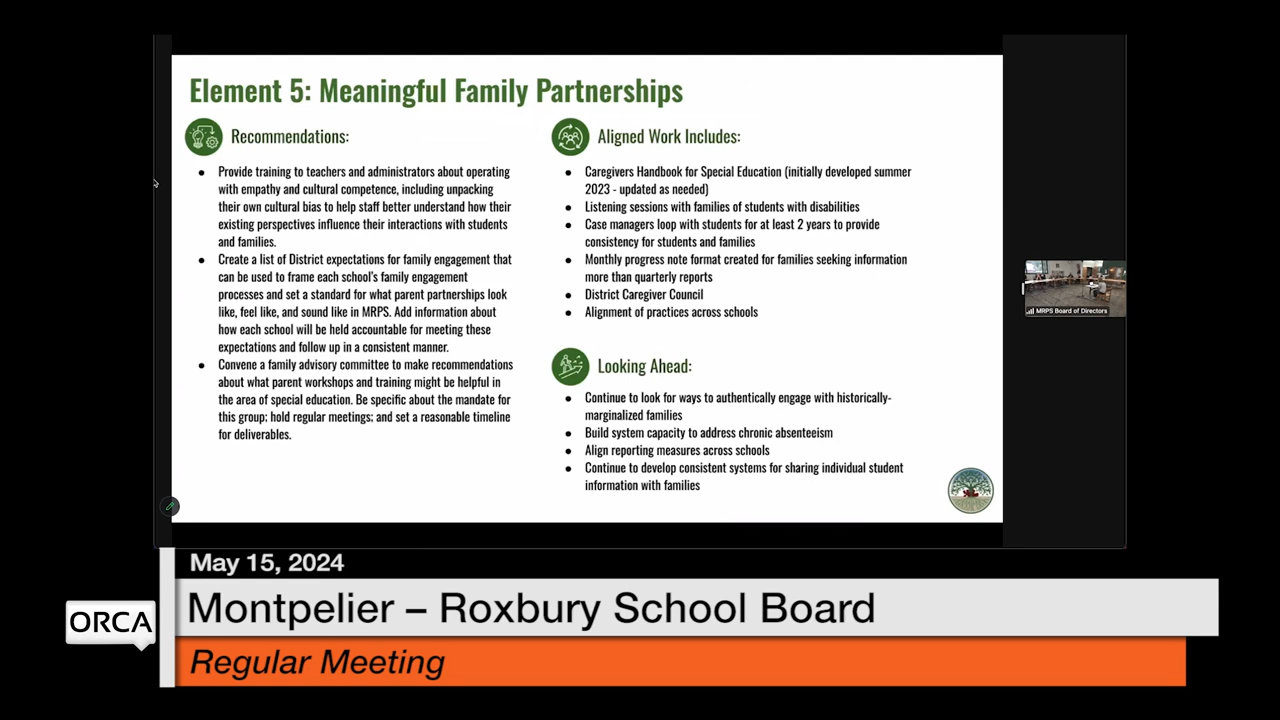 Element 5: Meaningful Family Partnerships
Recommendations:
● Provide training to teachers and administrators about operating
with empathy and cultural competence, including unpacking
their own cultural bias to help staff better understand how their
existing perspectives influence their interactions with students
and families.
● Create a list of District expectations for family engagement that
can be used to frame each school's family engagement
processes and set a standard for what parent partnerships look
like, feel like, and sound like in MRPS. Add information about
how each school will be held accountable for meeting these
expectations and follow up in a consistent manner.
● Convene a family advisory committee to make recommendations
about what parent workshops and training might be helpful in
the area of special education. Be specific about the mandate for
this group; hold regular meetings; and set a reasonable timeline
for deliverables.
Aligned Work Includes:
● Caregivers Handbook for Special Education (initially developed summer
2023 - updated as needed)
● Listening sessions with families of students with disabilities
● Case managers loop with students for at least 2 years to provide
consistency for students and families
● Monthly progress note format created for families seeking information
more than quarterly reports
● District Caregiver Council
● Alignment of practices across schools
Looking Ahead:
● Continue to look for ways to authentically engage with historically-
marginalized families
● Build system capacity to address chronic absenteeism
● Align reporting measures across schools
● Continue to develop consistent systems for sharing individual student
information with families
MRPS Board of Directors
May 15, 2024
ORCA
Montpelier – Roxbury School Board
Regular Meeting